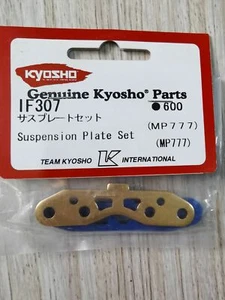 KYOSHO
Genuine Kyosho® Parts
IF307 ●600
サスプレートセット (MP777)
Suspension Plate Set (MP777)
TEAM KYOSHO K INTERNATIONAL